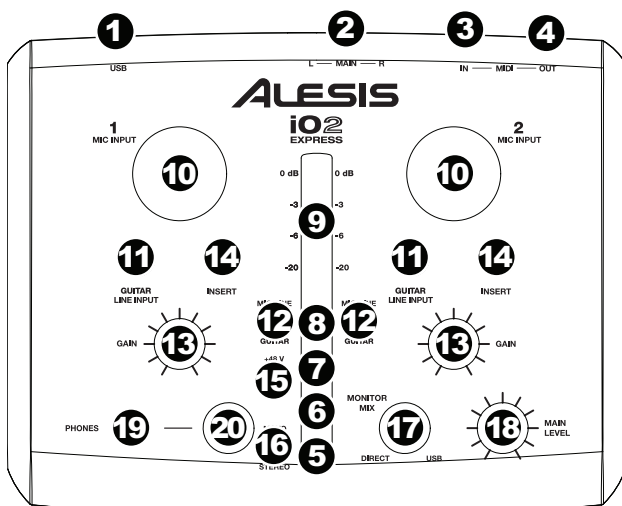 1 2 3 4
USB
L MAIN R
IN MIDI OUT
ALESIS
iO2
EXPRESS
1
MIC INPUT
2
MIC INPUT
10 10
0 dB 0 dB
-3 -3
9
-6 -6
-20 -20
11 14 11 14
GUITAR
LINE INPUT
INSERT
GUITAR
LINE INPUT
INSERT
12 8 12
GUITAR GUITAR
GAIN 13 13 GAIN
+48 V
15 7
6
MONITOR
MIX
PHONES 19 20 17 18 MAIN
LEVEL
16 5
STEREO
DIRECT USB